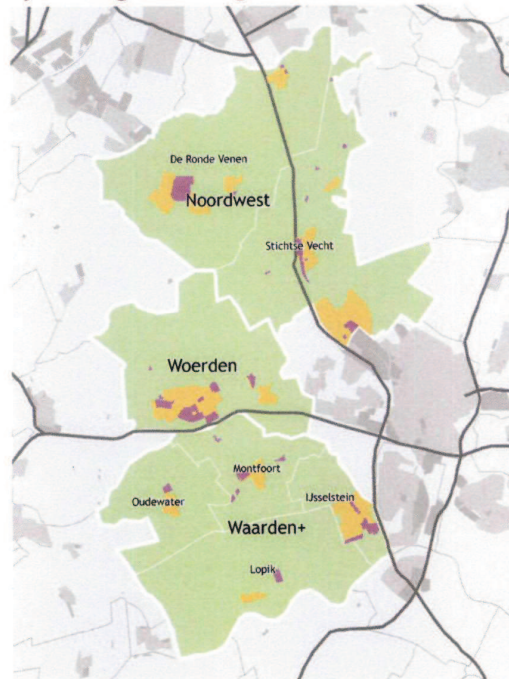 De Ronde Venen
Noordwest
Stichtse Vecht
Woerden
Montfoort
Oudewater
IJsselstein
Waarden+
Lopik